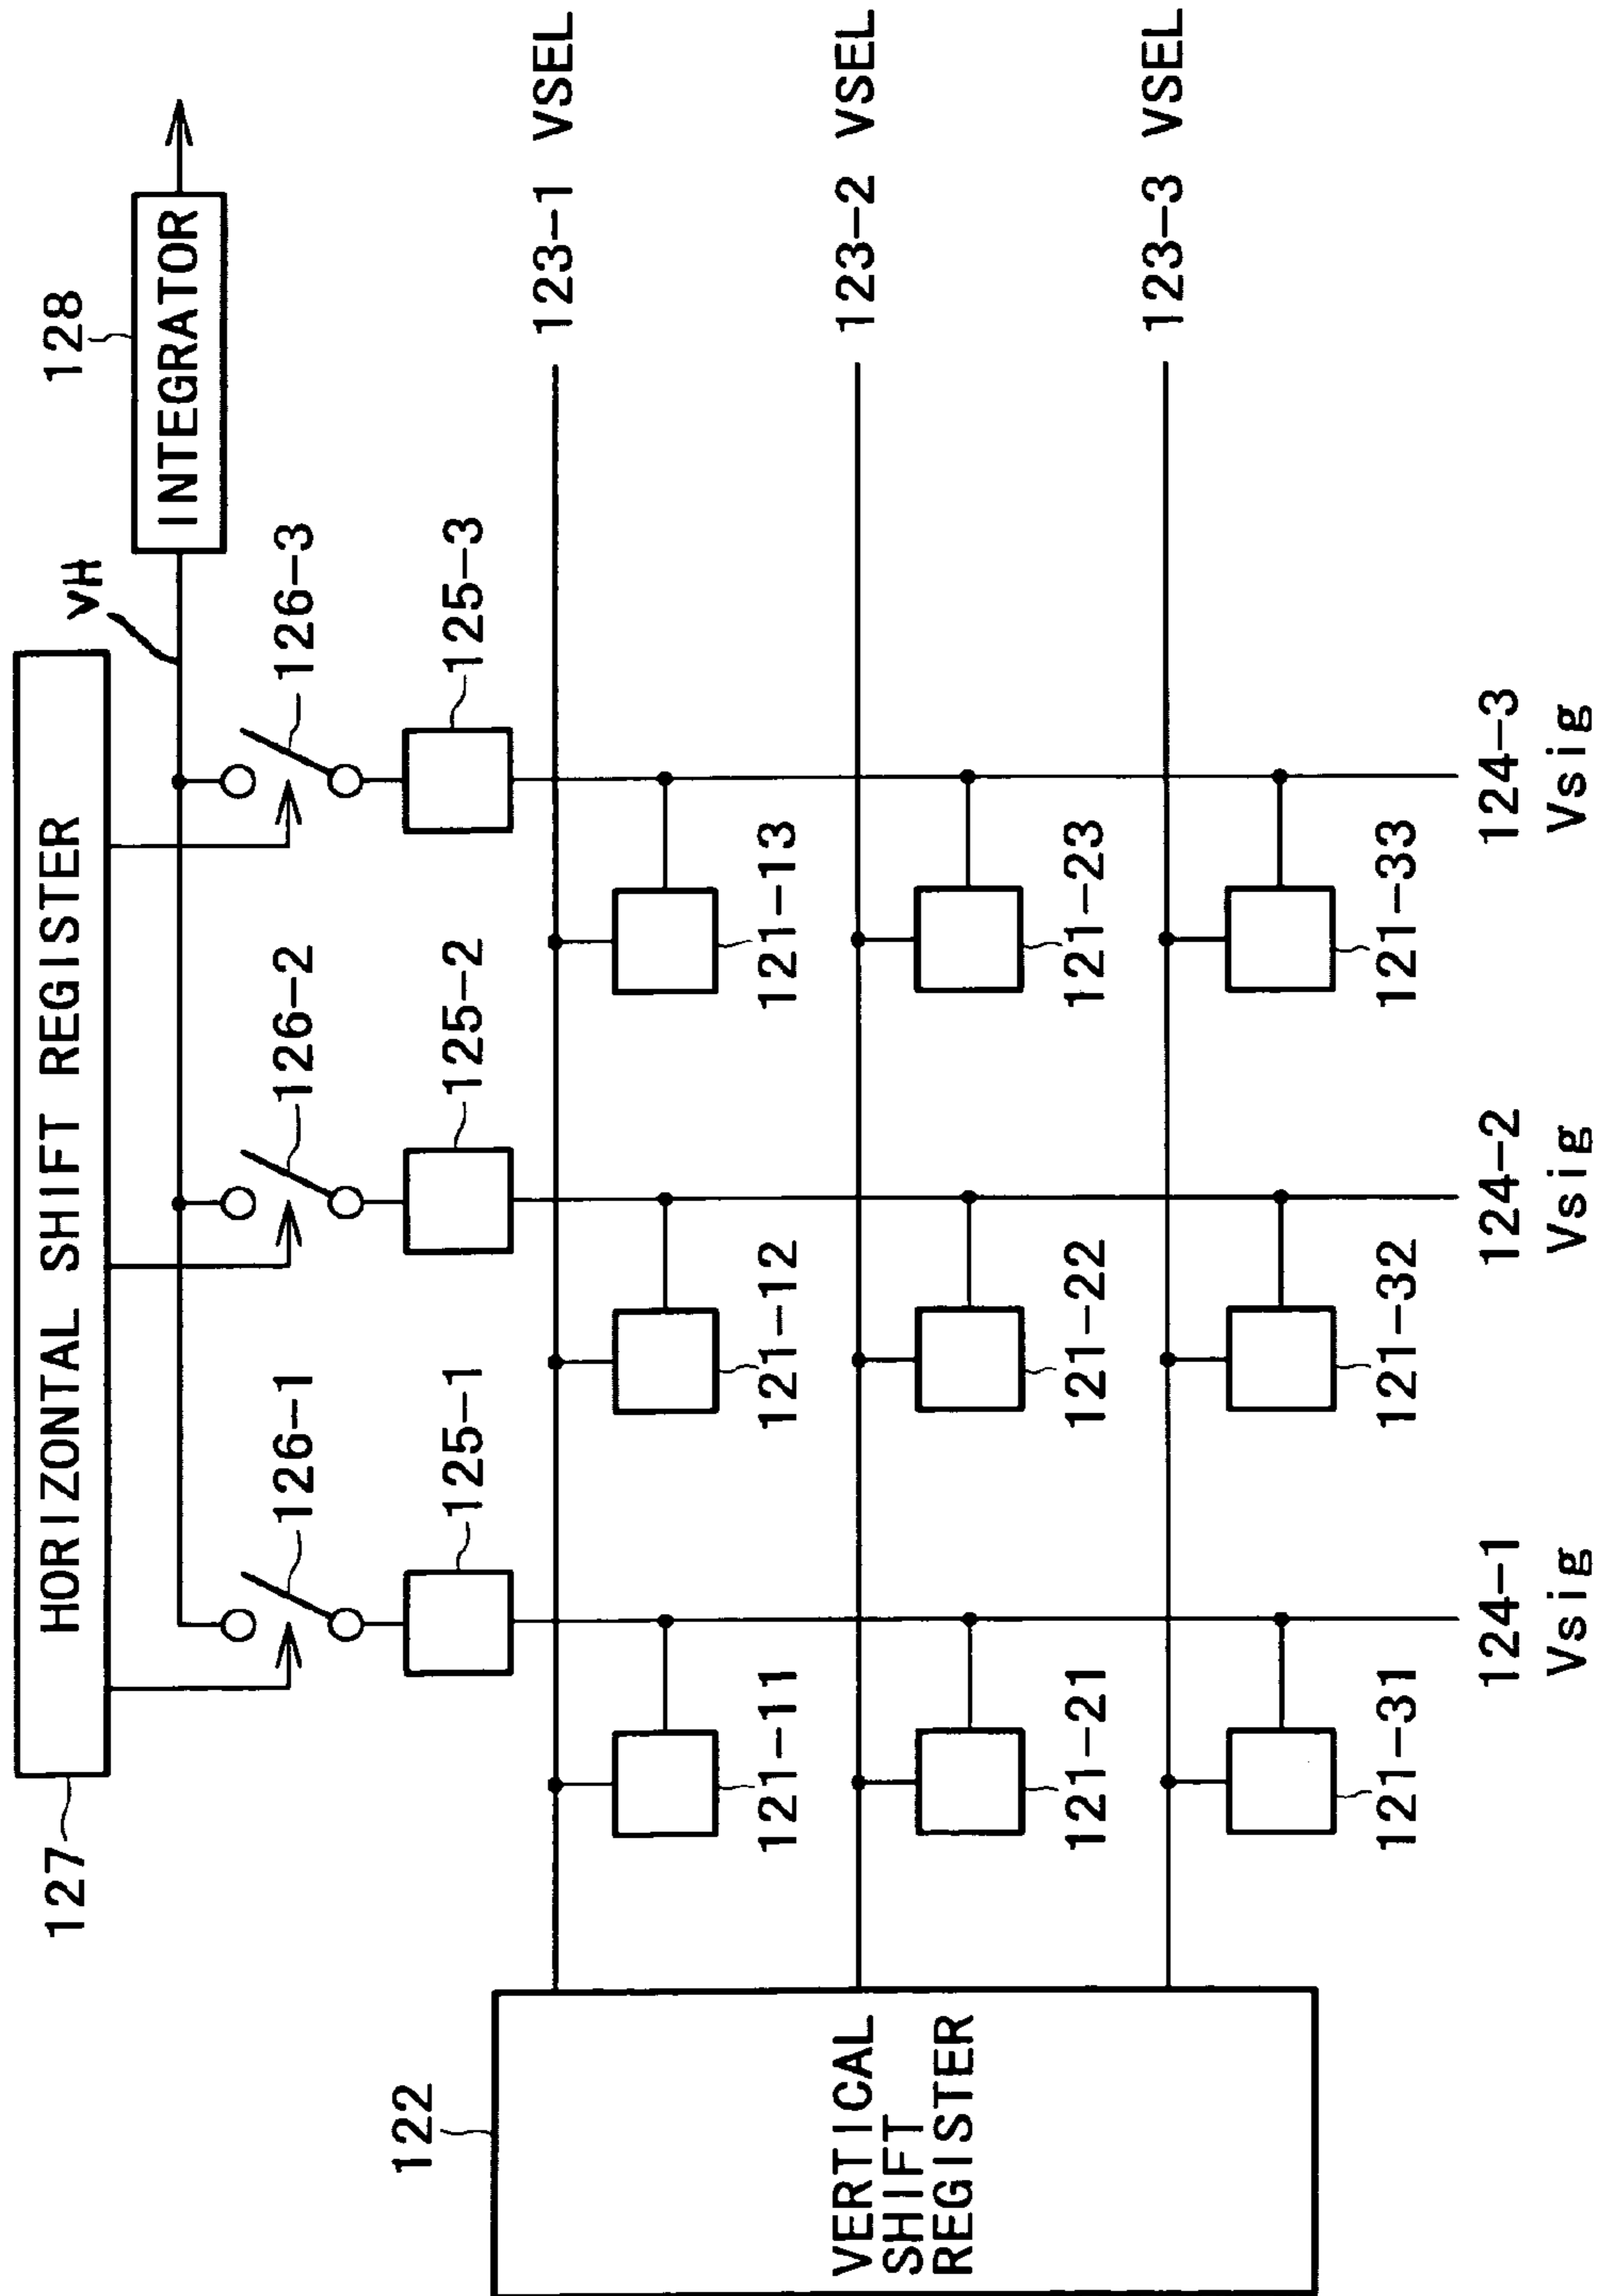 127
HORIZONTAL SHIFT REGISTER
128
VH
INTEGRATOR
126-1
126-2
126-3
122
125-1
125-2
125-3
123-1 VSEL
121-11
121-12
121-13
VERTICAL
SHIFT
REGISTER
123-2 VSEL
121-21
121-22
121-23
123-3 VSEL
121-31
121-32
121-33
124-1
Vsig
124-2
Vsig
124-3
Vsig